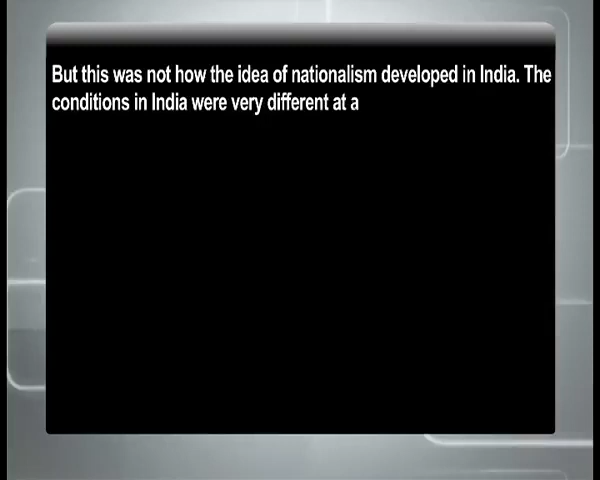 But this was not how the idea of nationalism developed in India. The
conditions in India were very different at a